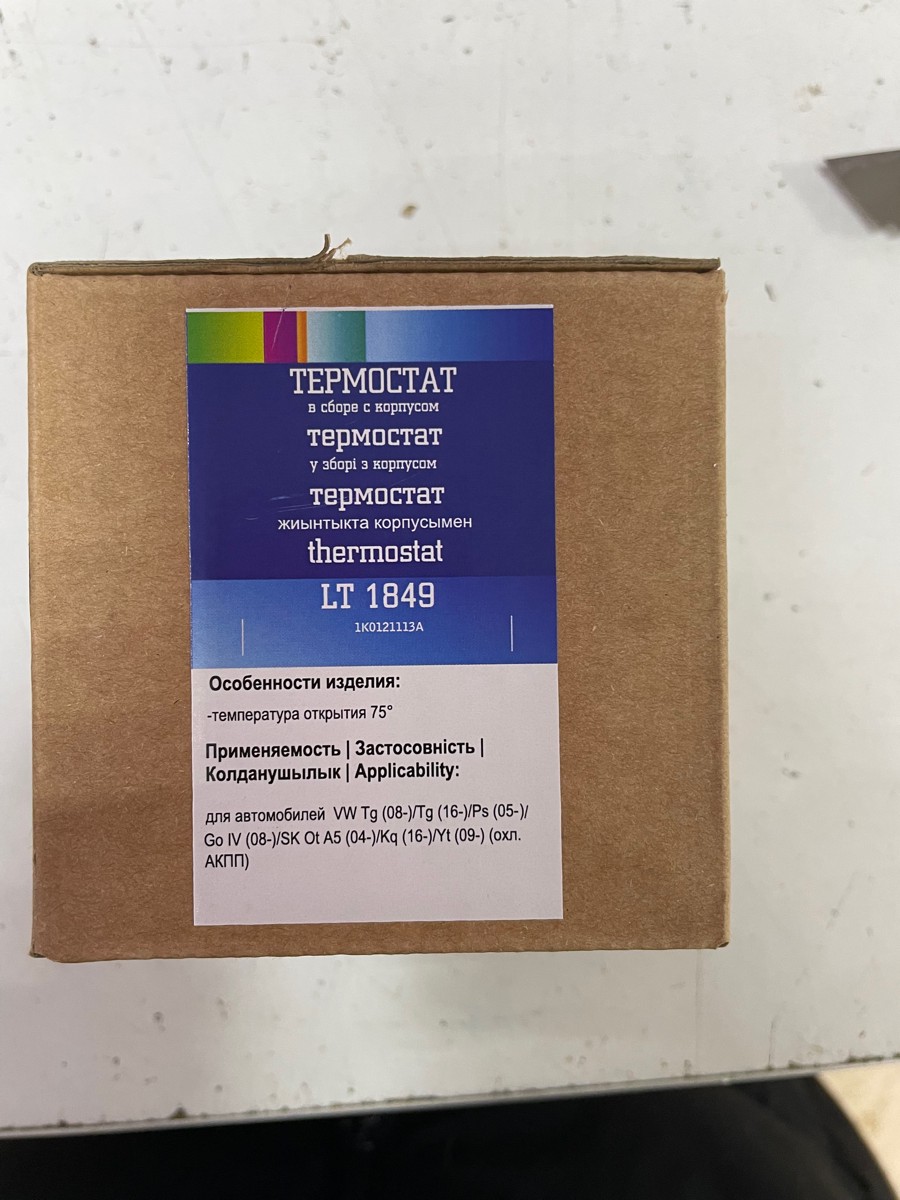 ТЕРМОСТАТ
в сборе с корпусом
термостат
у зборі з корпусом
термостат
жиынтыкта корпусымен
thermostat
LT 1849
1K0121113A
Особенности изделия:
-температура открытия 75°
Применяемость | Застосовність |
Колданушылык | Applicability:
для автомобилей VW Tg (08-)/Tg (16-)/Ps (05-)/
Go IV (08-)/SK Ot A5 (04-)/Kq (16-)/Yt (09-) (охл.
АКПП)